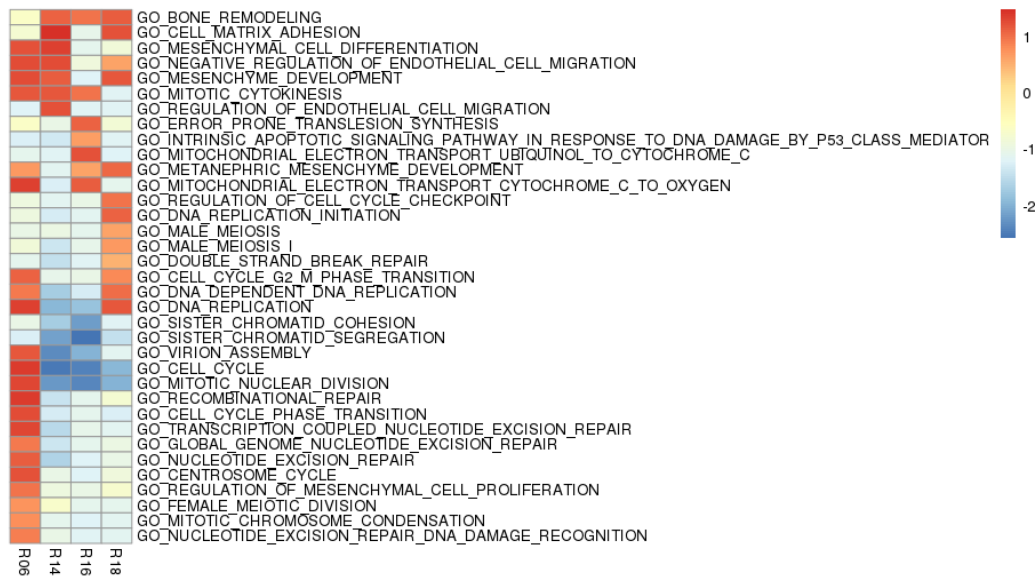 GO_BONE_REMODELING
GO_CELL_MATRIX_ADHESION
GO_MESENCHYMAL_CELL_DIFFERENTIATION
GO_NEGATIVE_REGULATION_OF_ENDOTHELIAL_CELL_MIGRATION
GO_MESENCHYME_DEVELOPMENT
GO_MITOTIC_CYTOKINESIS
GO_REGULATION_OF_ENDOTHELIAL_CELL_MIGRATION
GO_ERROR_PRONE_TRANSLESION_SYNTHESIS
GO_INTRINSIC_APOPTOTIC_SIGNALING_PATHWAY_IN_RESPONSE_TO_DNA_DAMAGE_BY_P53_CLASS_MEDIATOR
GO_MITOCHONDRIAL_ELECTRON_TRANSPORT_UBIQUINOL_TO_CYTOCHROME_C
GO_METANEPHRIC_MESENCHYME_DEVELOPMENT
GO_MITOCHONDRIAL_ELECTRON_TRANSPORT_CYTOCHROME_C_TO_OXYGEN
GO_REGULATION_OF_CELL_CYCLE_CHECKPOINT
GO_DNA_REPLICATION_INITIATION
GO_MALE_MEIOSIS
GO_MALE_MEIOSIS_I
GO_DOUBLE_STRAND_BREAK_REPAIR
GO_CELL_CYCLE_G2_M_PHASE_TRANSITION
GO_DNA_DEPENDENT_DNA_REPLICATION
GO_DNA_REPLICATION
GO_SISTER_CHROMATID_COHESION
GO_SISTER_CHROMATID_SEGREGATION
GO_VIRION_ASSEMBLY
GO_CELL_CYCLE
GO_MITOTIC_NUCLEAR_DIVISION
GO_RECOMBINATIONAL_REPAIR
GO_CELL_CYCLE_PHASE_TRANSITION
GO_TRANSCRIPTION_COUPLED_NUCLEOTIDE_EXCISION_REPAIR
GO_GLOBAL_GENOME_NUCLEOTIDE_EXCISION_REPAIR
GO_NUCLEOTIDE_EXCISION_REPAIR
GO_CENTROSOME_CYCLE
GO_REGULATION_OF_MESENCHYMAL_CELL_PROLIFERATION
GO_FEMALE_MEIOTIC_DIVISION
GO_MITOTIC_CHROMOSOME_CONDENSATION
GO_NUCLEOTIDE_EXCISION_REPAIR_DNA_DAMAGE_RECOGNITION
R06 R14 R16 R18
1
0
-1
-2